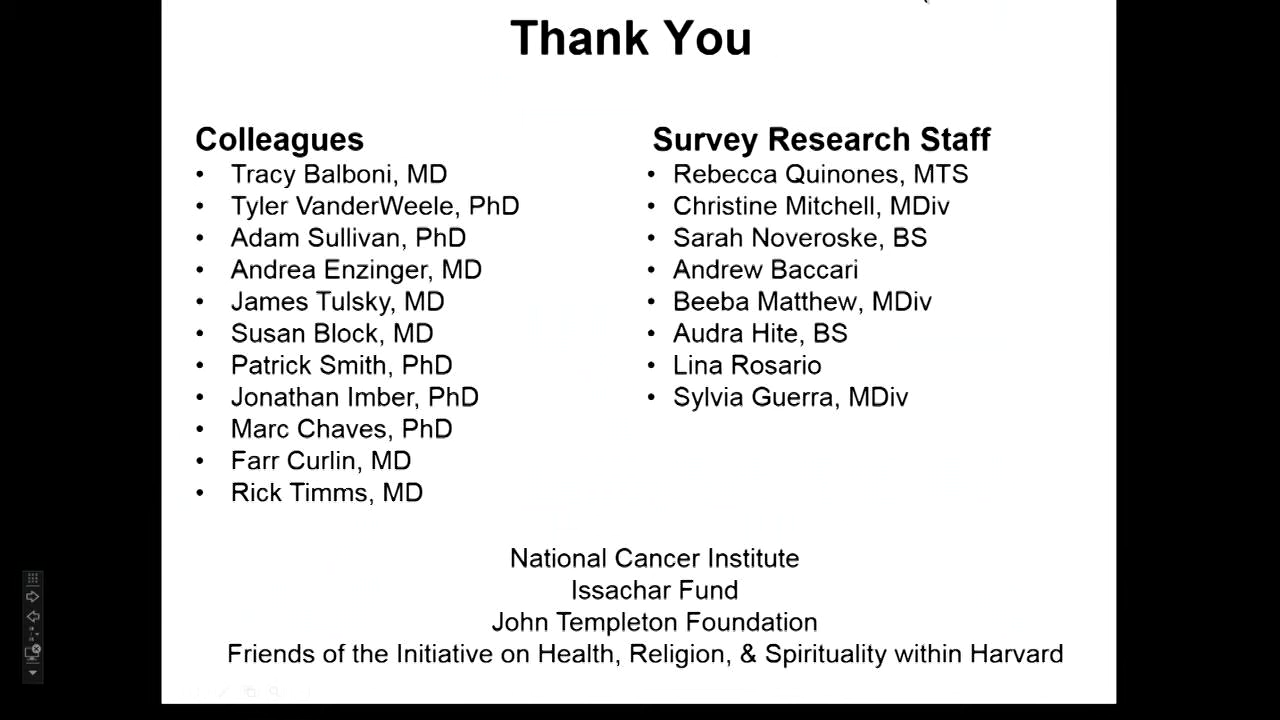 Thank You
Colleagues
• Tracy Balboni, MD
• Tyler VanderWeele, PhD
• Adam Sullivan, PhD
• Andrea Enzinger, MD
• James Tulsky, MD
• Susan Block, MD
• Patrick Smith, PhD
• Jonathan Imber, PhD
• Marc Chaves, PhD
• Farr Curlin, MD
• Rick Timms, MD
Survey Research Staff
• Rebecca Quinones, MTS
• Christine Mitchell, MDiv
• Sarah Noveroske, BS
• Andrew Baccari
• Beeba Matthew, MDiv
• Audra Hite, BS
• Lina Rosario
• Sylvia Guerra, MDiv
National Cancer Institute
Issachar Fund
John Templeton Foundation
Friends of the Initiative on Health, Religion, & Spirituality within Harvard